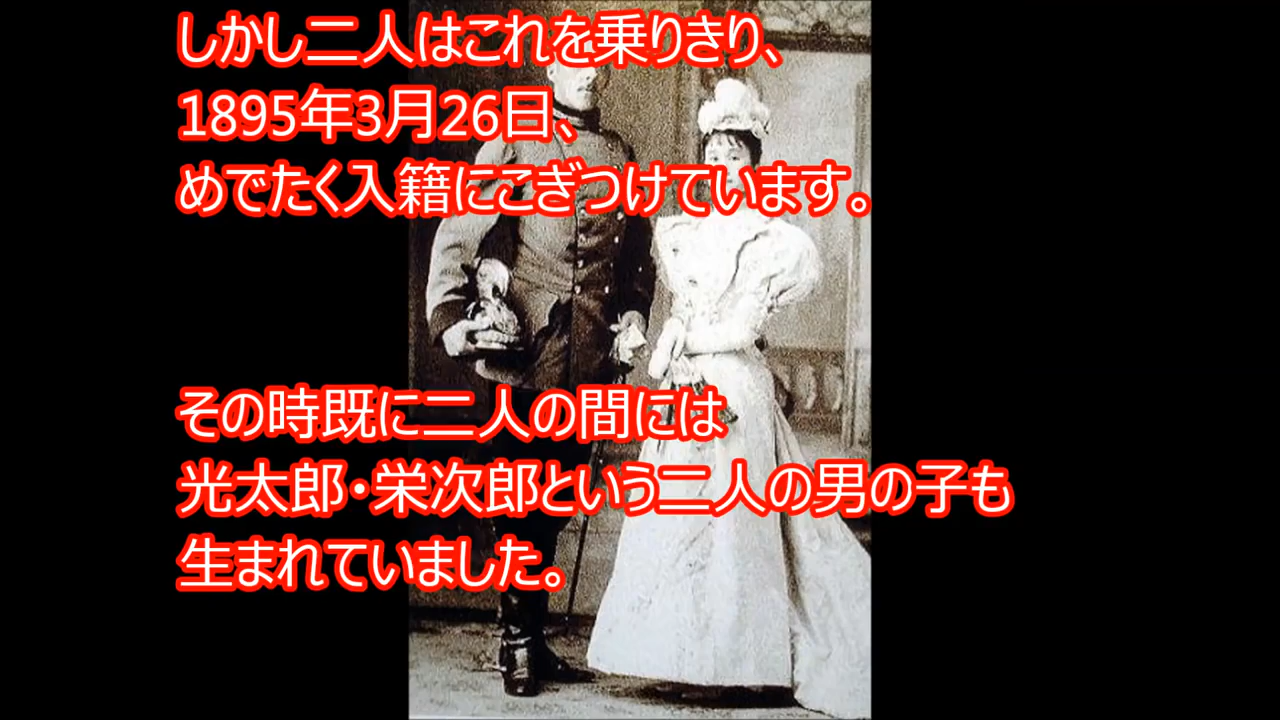 しかし二人はこれを乗りきり、
1895年3月26日、
めでたく入籍にこぎつけています。
その時既に二人の間には
光太郎・栄次郎という二人の男の子も
生まれていました。